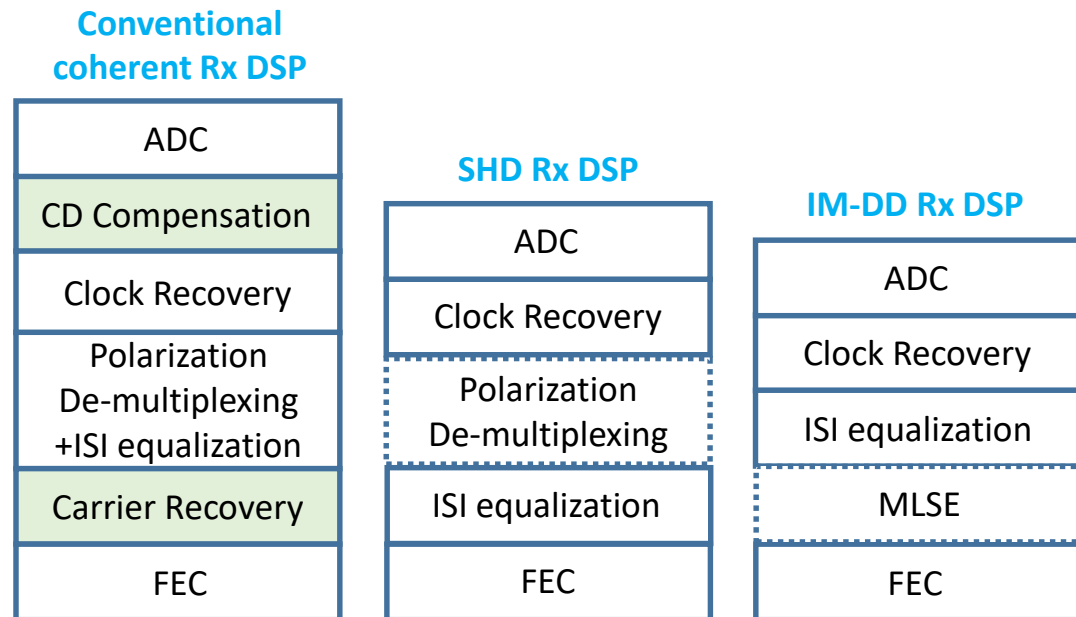 Conventional
coherent Rx DSP
ADC
CD Compensation
Clock Recovery
Polarization
De-multiplexing
+ISI equalization
Carrier Recovery
FEC
SHD Rx DSP
ADC
Clock Recovery
Polarization
De-multiplexing
ISI equalization
FEC
IM-DD Rx DSP
ADC
Clock Recovery
ISI equalization
MLSE
FEC